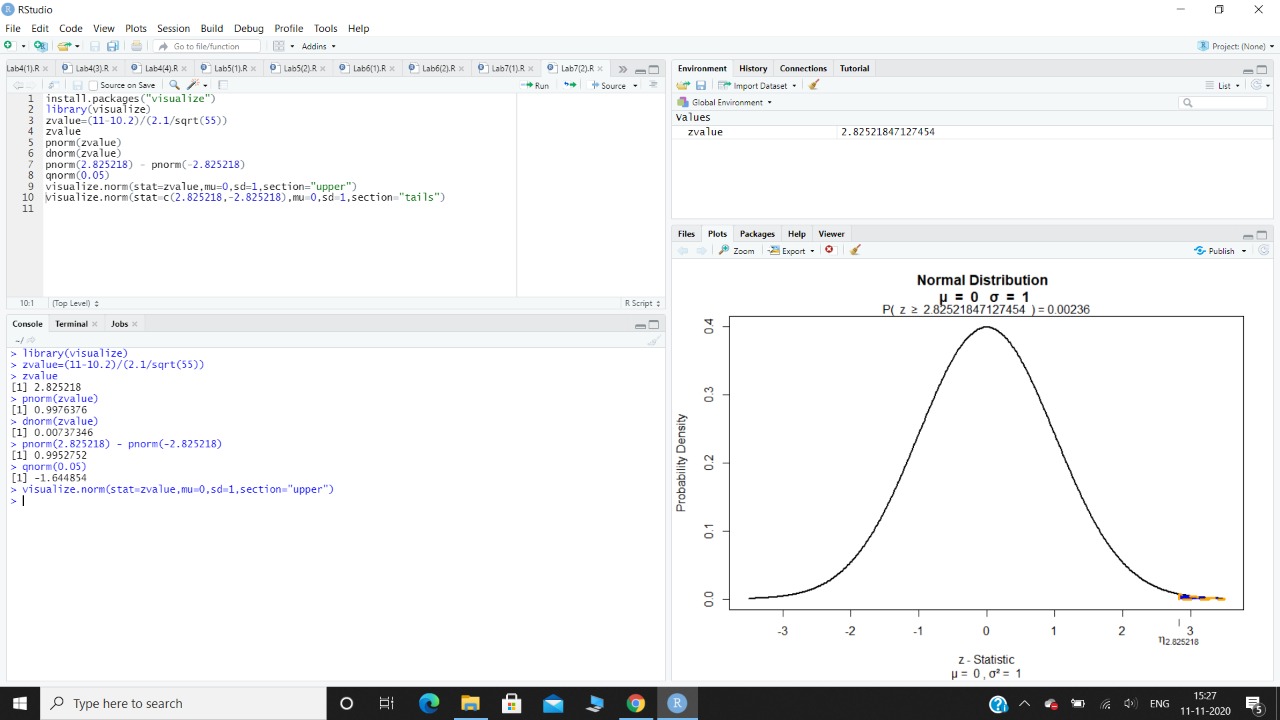 RStudio
File Edit Code View Plots Session Build Debug Profile Tools Help
Go to file/function Addins Project: (None)
Lab4(1).R Lab4(3).R Lab4(4).R Lab5(1).R Lab5(2).R Lab6(1).R Lab6(2).R Lab7(1).R Lab7(2).R
Source on Save Run Source
1 install.packages("visualize")
2 library(visualize)
3 zvalue=(11-10.2)/(2.1/sqrt(55))
4 zvalue
5 pnorm(zvalue)
6 dnorm(zvalue)
7 pnorm(2.825218) - pnorm(-2.825218)
8 qnorm(0.05)
9 visualize.norm(stat=zvalue,mu=0,sd=1,section="upper")
10 visualize.norm(stat=c(2.825218,-2.825218),mu=0,sd=1,section="tails")
11
10:1 (Top Level) R Script
Console Terminal Jobs
~/
> library(visualize)
> zvalue=(11-10.2)/(2.1/sqrt(55))
> zvalue
[1] 2.825218
> pnorm(zvalue)
[1] 0.9976376
> dnorm(zvalue)
[1] 0.00737346
> pnorm(2.825218) - pnorm(-2.825218)
[1] 0.9952752
> qnorm(0.05)
[1] -1.644854
> visualize.norm(stat=zvalue,mu=0,sd=1,section="upper")
>
Environment History Connections Tutorial
Import Dataset List
Global Environment
Values
zvalue 2.82521847127454
Files Plots Packages Help Viewer
Zoom Export Publish
Normal Distribution
μ = 0 σ = 1
P( z ≥ 2.82521847127454 ) = 0.00236
Probability Density
0.4
0.3
0.2
0.1
0.0
-3 -2 -1 0 1 2 3
η2.825218
z - Statistic
μ = 0 , σ² = 1
Type here to search
ENG
15:27
11-11-2020
5